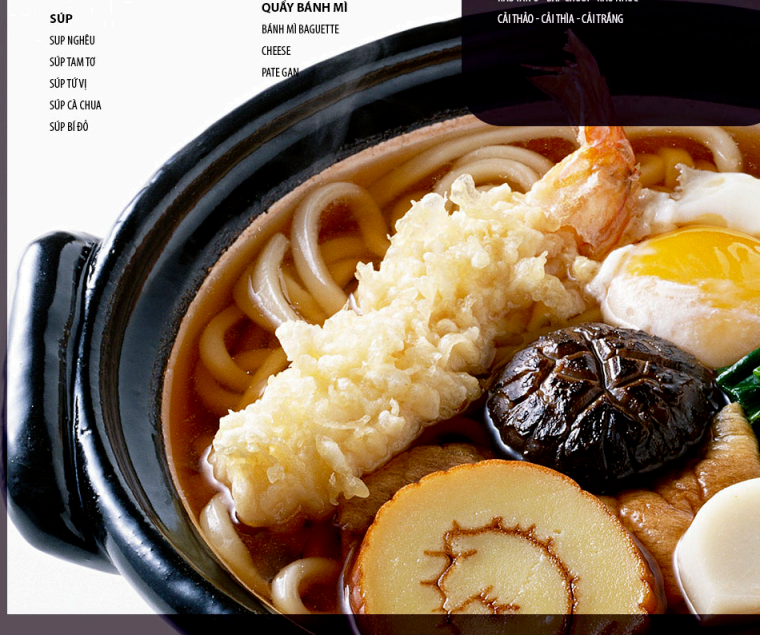 SÚP
SUP NGHÊU
SÚP TAM TƠ
SÚP TỨ VỊ
SÚP CÀ CHUA
SÚP BÍ ĐỎ
QUẦY BÁNH MÌ
BÁNH MÌ BAGUETTE
CHEESE
PATE GAN
CẢI THẢO - CẢI THÌA - CẢI TRẮNG